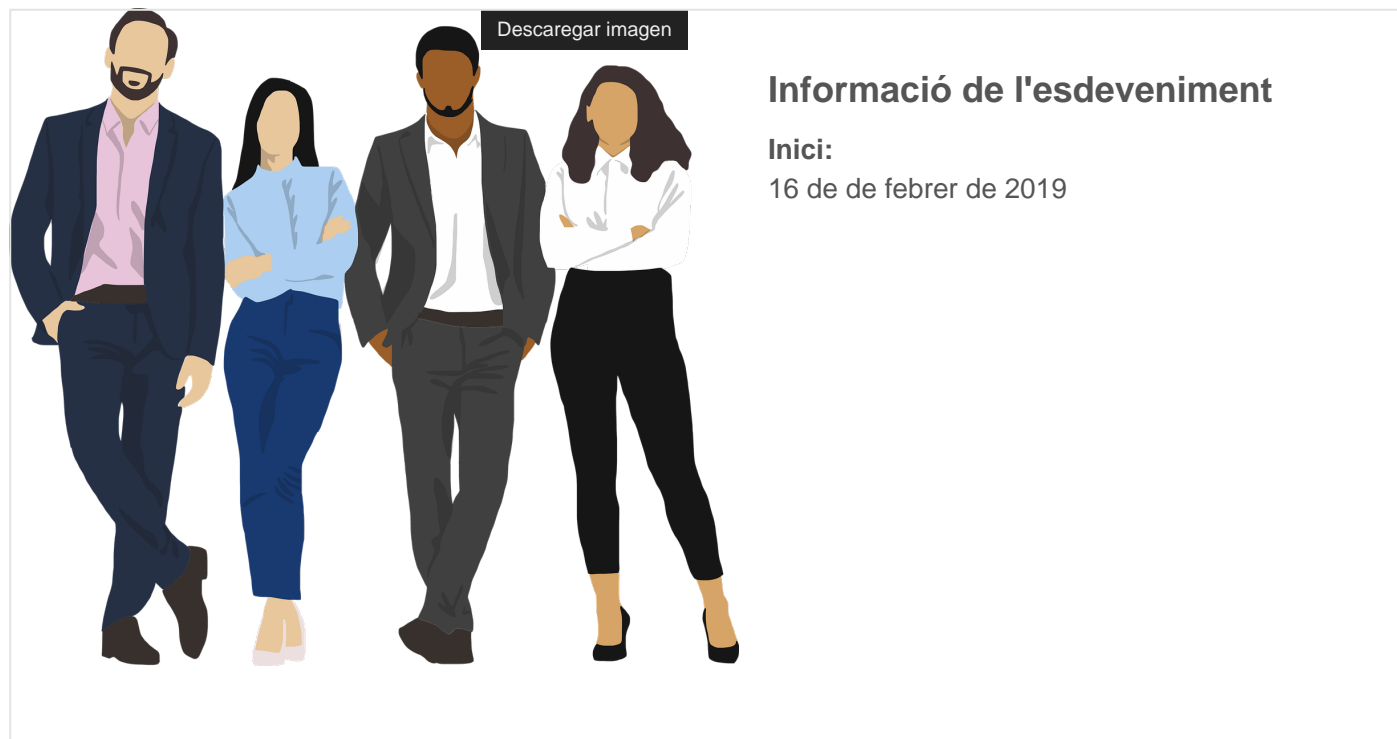 Descaregar imagen
Informació de l'esdeveniment
Inici:
16 de de febrer de 2019